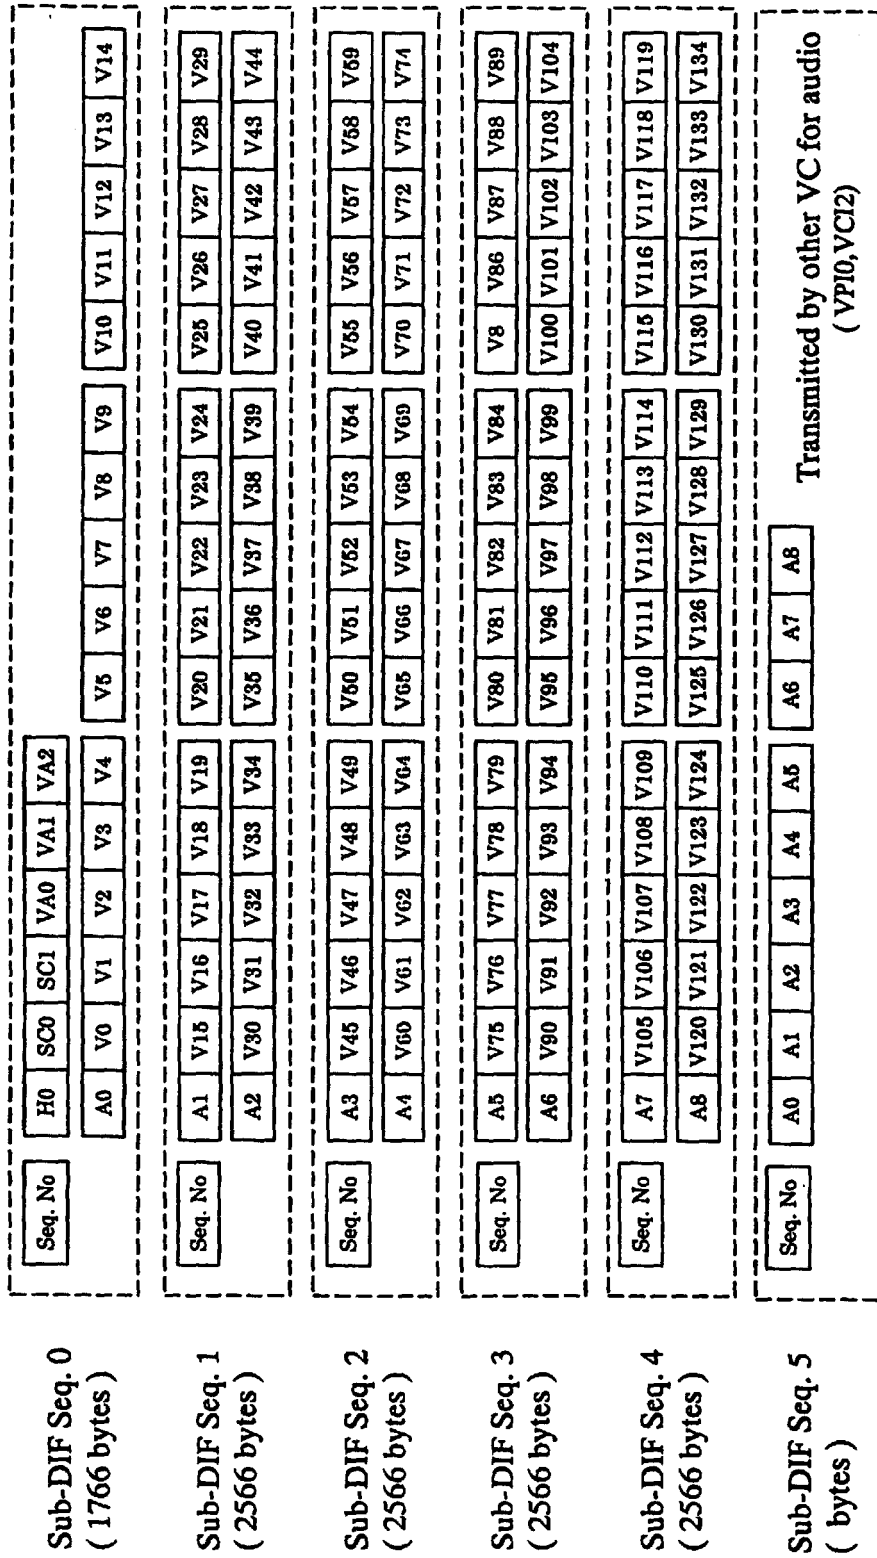 Sub-DIF Seq. 0
( 1766 bytes )
Seq. No
H0 SC0 SC1 VA0 VA1 VA2
A0 V0 V1 V2 V3 V4 V5 V6 V7 V8 V9 V10 V11 V12 V13 V14
Sub-DIF Seq. 1
( 2566 bytes )
Seq. No
A1 V15 V16 V17 V18 V19 V20 V21 V22 V23 V24 V25 V26 V27 V28 V29
A2 V30 V31 V32 V33 V34 V35 V36 V37 V38 V39 V40 V41 V42 V43 V44
Sub-DIF Seq. 2
( 2566 bytes )
Seq. No
A3 V45 V46 V47 V48 V49 V50 V51 V52 V53 V54 V55 V56 V57 V58 V59
A4 V60 V61 V62 V63 V64 V65 V66 V67 V68 V69 V70 V71 V72 V73 V74
Sub-DIF Seq. 3
( 2566 bytes )
Seq. No
A5 V75 V76 V77 V78 V79 V80 V81 V82 V83 V84 V8 V86 V87 V88 V89
A6 V90 V91 V92 V93 V94 V95 V96 V97 V98 V99 V100 V101 V102 V103 V104
Sub-DIF Seq. 4
( 2566 bytes )
Seq. No
A7 V105 V106 V107 V108 V109 V110 V111 V112 V113 V114 V115 V116 V117 V118 V119
A8 V120 V121 V122 V123 V124 V125 V126 V127 V128 V129 V130 V131 V132 V133 V134
Sub-DIF Seq. 5
( bytes )
Seq. No
A0 A1 A2 A3 A4 A5 A6 A7 A8
Transmitted by other VC for audio
( VPI0,VCI2)